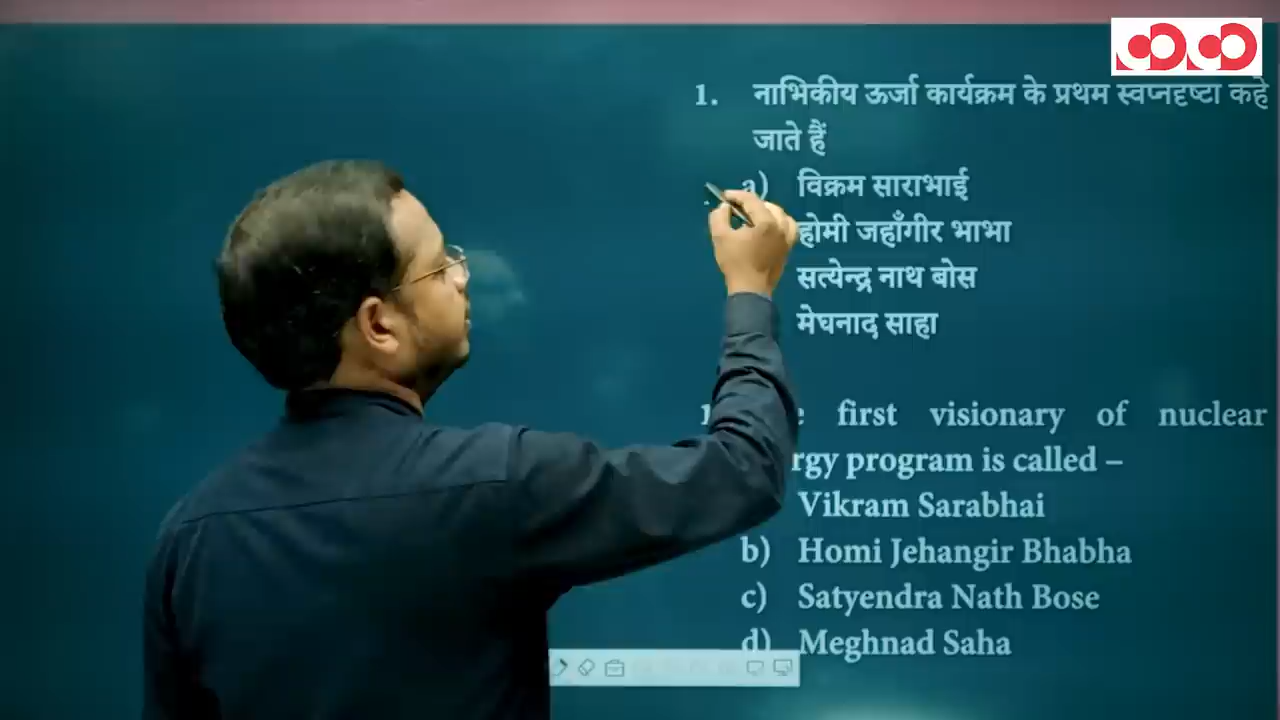 1. नाभिकीय ऊर्जा कार्यक्रम के प्रथम स्वप्नदृष्टा कहे
जाते हैं
a) विक्रम साराभाई
होमी जहाँगीर भाभा
सत्येन्द्र नाथ बोस
मेघनाद साहा
first visionary of nuclear
program is called –
Vikram Sarabhai
b) Homi Jehangir Bhabha
c) Satyendra Nath Bose
d) Meghnad Saha